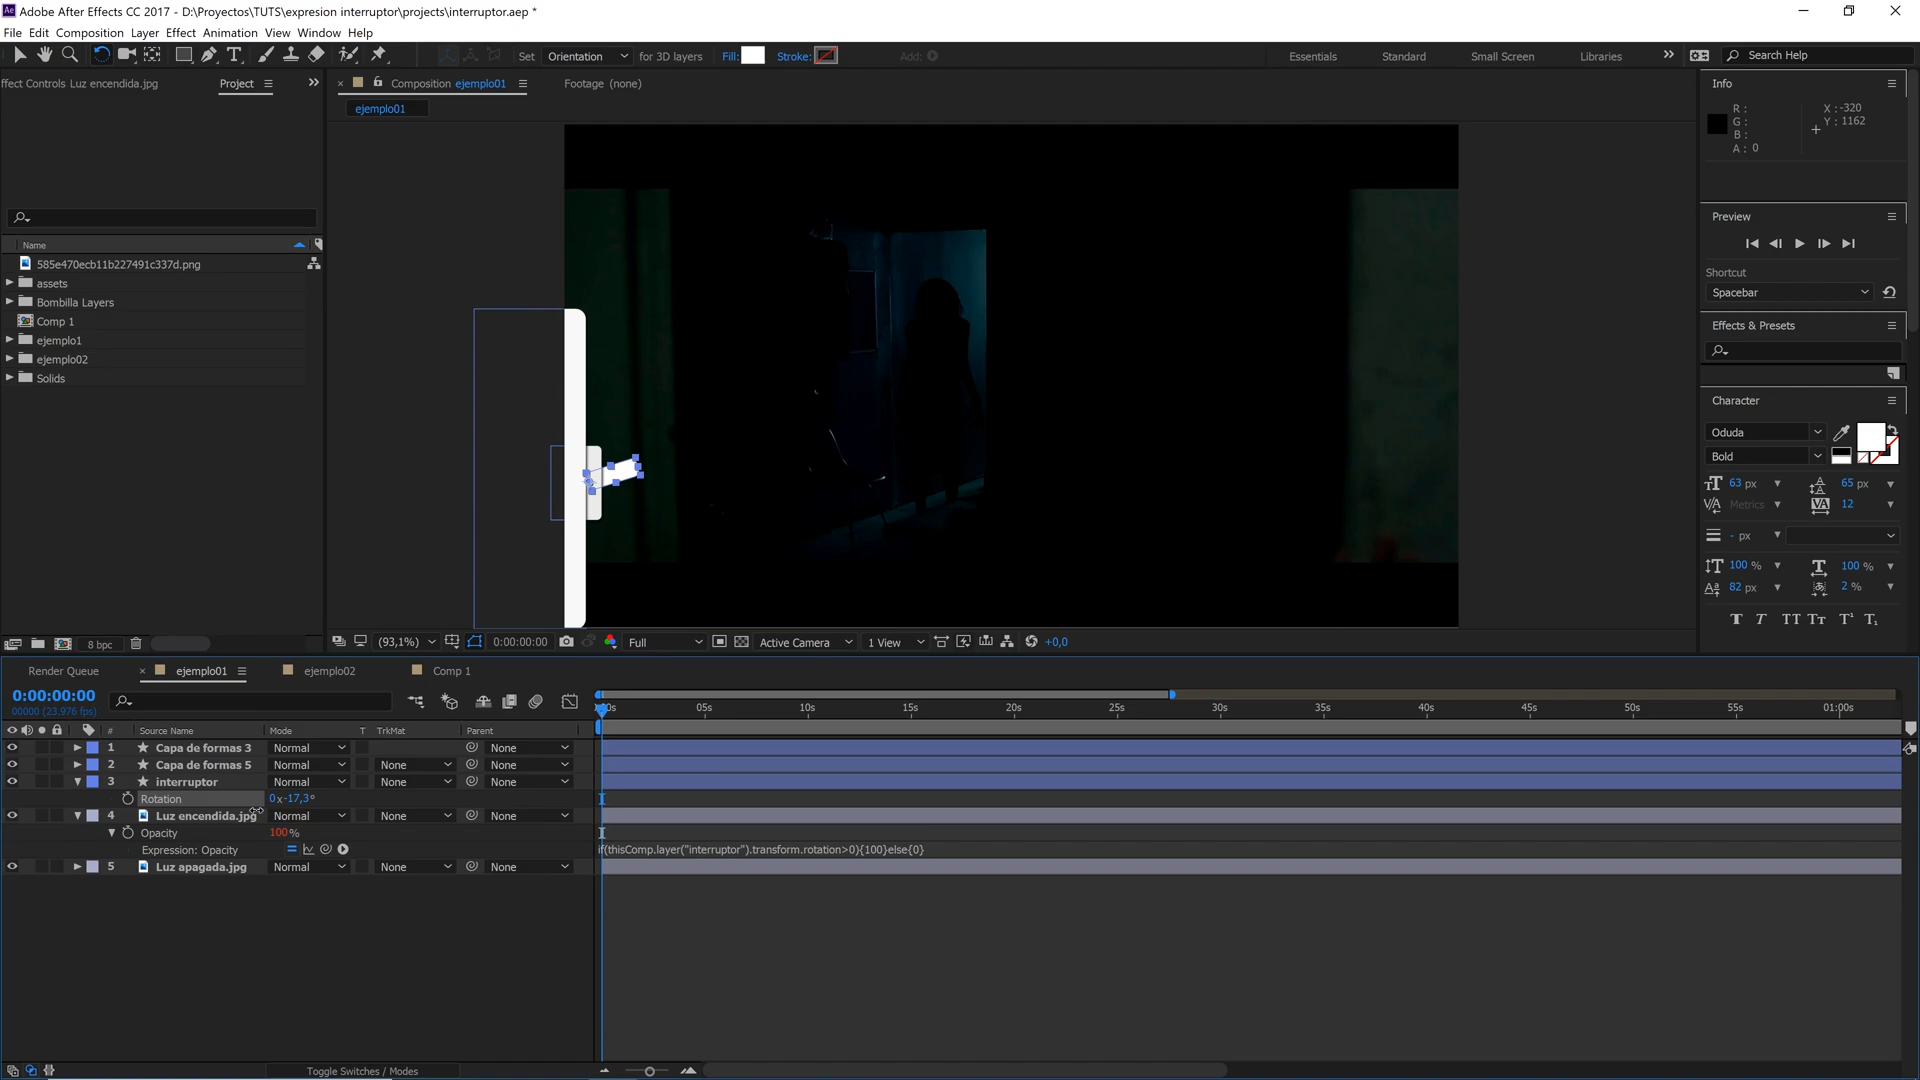 Adobe After Effects CC 2017 - D:\Proyectos\TUTS\expresion interruptor\projects\interruptor.aep *
File Edit Composition Layer Effect Animation View Window Help
Set Orientation for 3D layers Fill: Stroke: Add: Essentials Standard Small Screen Libraries Search Help
ffect Controls Luz encendida.jpg Project
Composition ejemplo01 Footage (none)
ejemplo01
Name
585e470ecb11b227491c337d.png
assets
Bombilla Layers
Comp 1
ejemplo1
ejemplo02
Solids
8 bpc
(93,1%) 0:00:00:00 Full Active Camera 1 View +0,0
Info
R :
G :
B :
A : 0
X : -320
Y : 1162
Preview
Shortcut
Spacebar
Effects & Presets
Character
Oduda
Bold
63 px 65 px
Metrics 12
- px
100 % 100 %
82 px 2 %
Render Queue ejemplo01 ejemplo02 Comp 1
0:00:00:00
00000 (23,976 fps)
05s 10s 15s 20s 25s 30s 35s 40s 45s 50s 55s 01:00s
# Source Name Mode T TrkMat Parent
1 Capa de formas 3 Normal None
2 Capa de formas 5 Normal None None
3 interruptor Normal None None
Rotation 0x-17,3°
4 Luz encendida.jpg Normal None None
Opacity 100%
Expression: Opacity if(thisComp.layer("interruptor").transform.rotation>0){100}else{0}
5 Luz apagada.jpg Normal None None
Toggle Switches / Modes